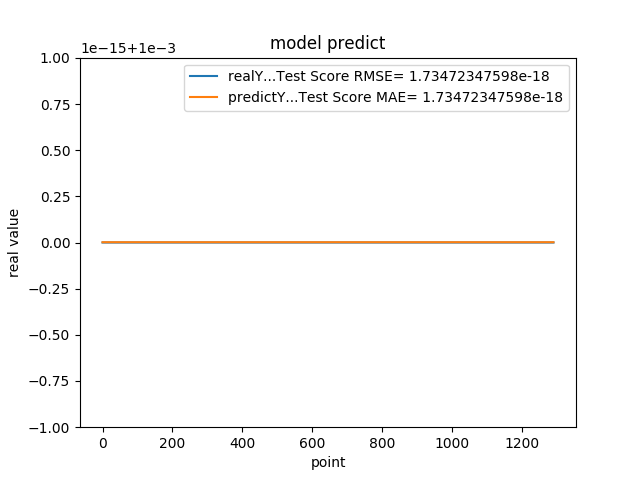 model predict
1e−15+1e−3
realY...Test Score RMSE= 1.73472347598e-18
predictY...Test Score MAE= 1.73472347598e-18
1.00
0.75
0.50
0.25
0.00
−0.25
−0.50
−0.75
−1.00
real value
0 200 400 600 800 1000 1200
point